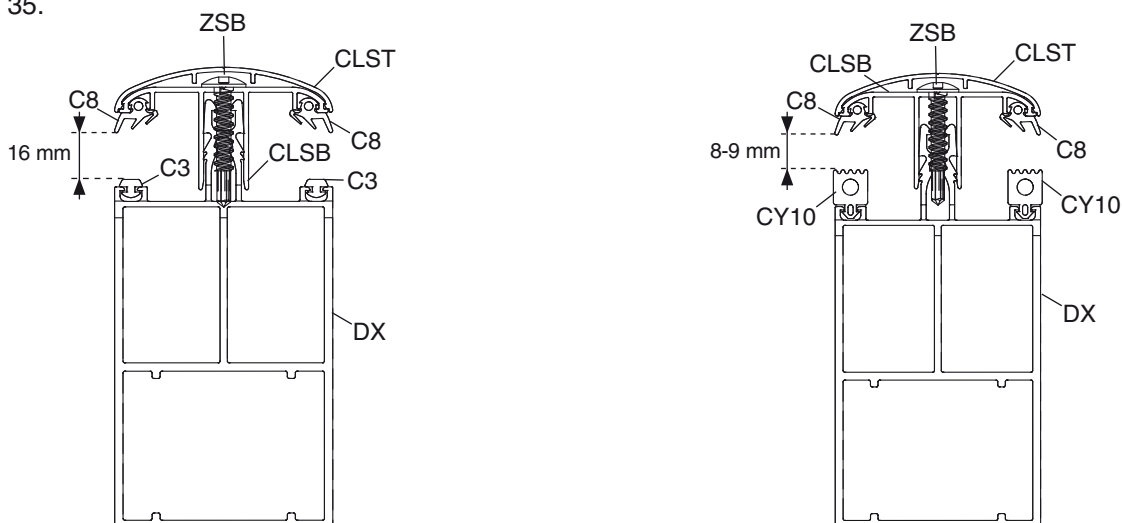 35.
ZSB
CLST
C8
C8
16 mm
C3
CLSB
C3
DX
ZSB
CLST
CLSB
C8
C8
8-9 mm
CY10
CY10
DX